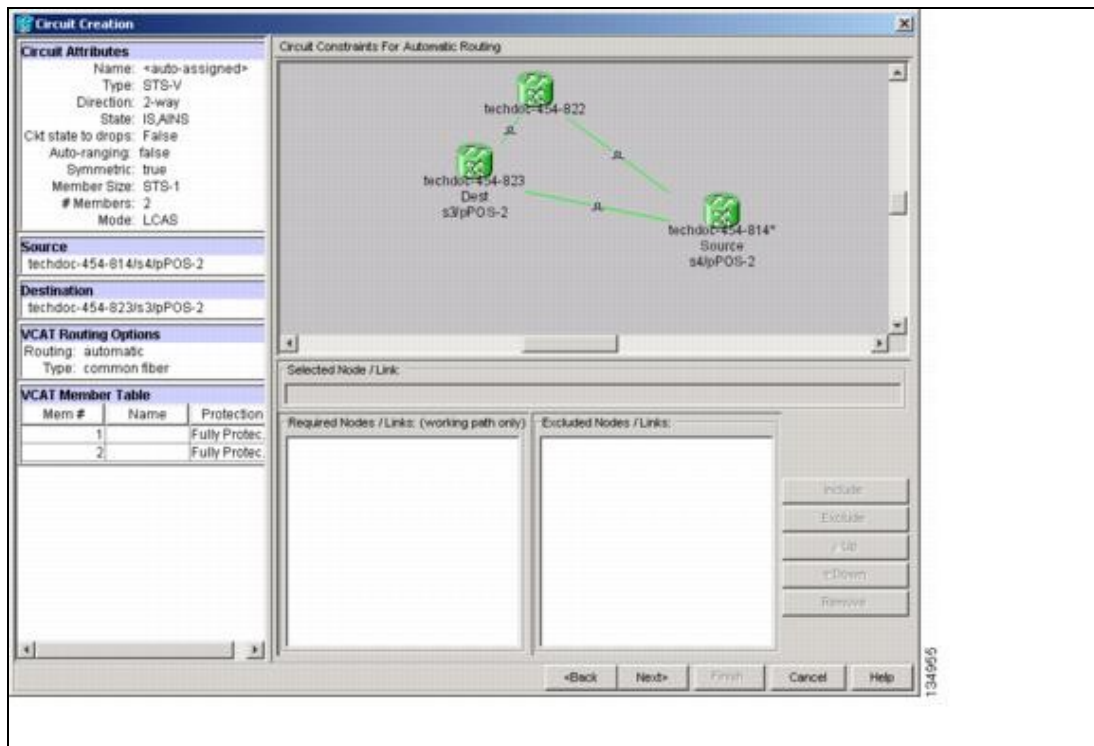 Circuit Creation
Circuit Attributes
Name: <auto-assigned>
Type: STS-V
Direction: 2-way
State: IS,AINS
Ckt state to drops: False
Auto-ranging: false
Symmetric: true
Member Size: STS-1
# Members: 2
Mode: LCAS
Source
techdoc-454-814/s4/pPOS-2
Destination
techdoc-454-823/s3/pPOS-2
VCAT Routing Options
Routing: automatic
Type: common fiber
VCAT Member Table
Mem # Name Protection
1 Fully Protec.
2 Fully Protec.
Circuit Constraints For Automatic Routing
techdoc-454-822
techdoc-454-823
Dest
s3/pPOS-2
techdoc-454-814*
Source
s4/pPOS-2
Selected Node / Link:
Required Nodes / Links: (working path only)
Excluded Nodes / Links:
Include
Exclude
Up
Down
Remove
<Back Next> Finish Cancel Help
134955